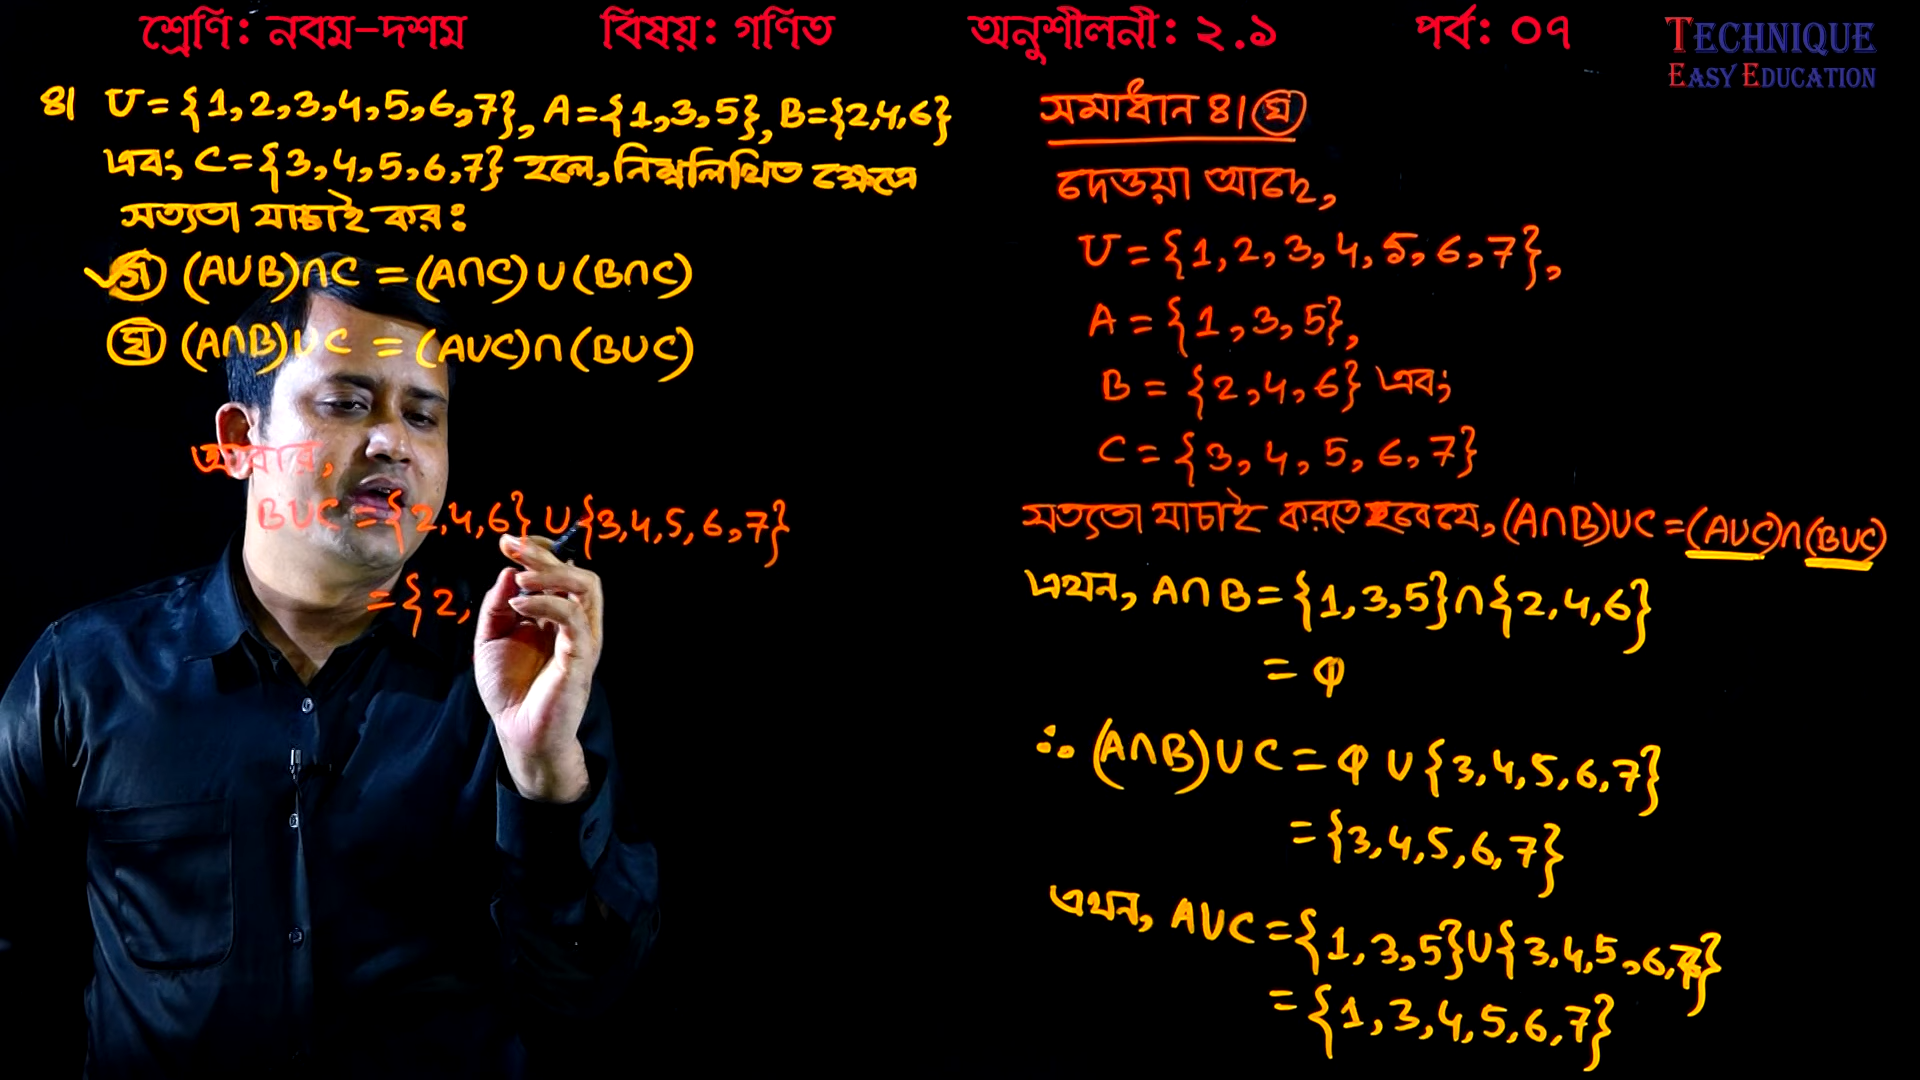 শ্রেণি: নবম-দশম বিষয়: গণিত অনুশীলনী: ২.১ পর্ব: ০৭
TECHNIQUE
EASY EDUCATION
৪। U = {1, 2, 3, 4, 5, 6, 7}, A = {1, 3, 5}, B = {2, 4, 6}
এবং C = {3, 4, 5, 6, 7} হলে, নিম্নলিখিত ক্ষেত্রে
সত্যতা যাচাই কর:
গ (A∪B)∩C = (A∩C)∪(B∩C)
ঘ (A∩B)∪C = (A∪C)∩(B∪C)
আবার,
B∪C = {2,4,6} ∪ {3,4,5,6,7}
= {2,
সমাধান ৪। ঘ
দেওয়া আছে,
U = {1, 2, 3, 4, 5, 6, 7},
A = {1, 3, 5},
B = {2, 4, 6} এবং
C = {3, 4, 5, 6, 7}
সত্যতা যাচাই করতে হবে যে, (A∩B)∪C = (A∪C)∩(B∪C)
এখন, A∩B = {1,3,5}∩{2,4,6}
= φ
∴ (A∩B)∪C = φ ∪ {3,4,5,6,7}
= {3,4,5,6,7}
এখন, A∪C = {1,3,5}∪{3,4,5,6,7}
= {1,3,4,5,6,7}